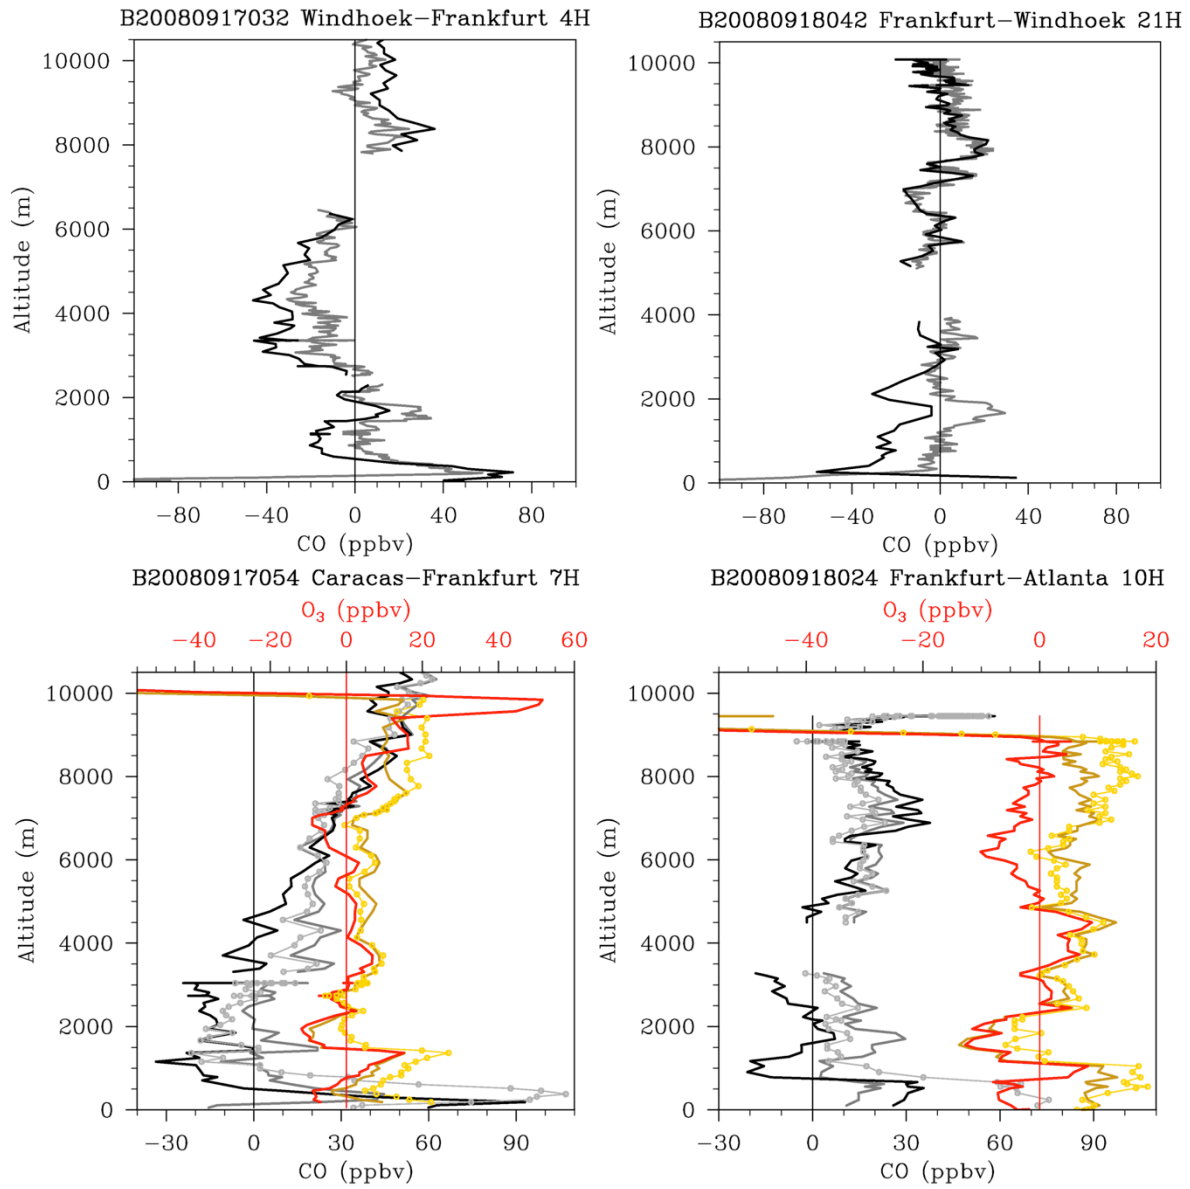 B20080917032 Windhoek−Frankfurt 4H
10000
8000
6000
4000
2000
0
Altitude (m)
−80 −40 0 40 80
CO (ppbv)
B20080918042 Frankfurt−Windhoek 21H
10000
8000
6000
4000
2000
0
Altitude (m)
−80 −40 0 40 80
CO (ppbv)
B20080917054 Caracas−Frankfurt 7H
O₃ (ppbv)
−40 −20 0 20 40 60
10000
8000
6000
4000
2000
0
Altitude (m)
−30 0 30 60 90
CO (ppbv)
B20080918024 Frankfurt−Atlanta 10H
O₃ (ppbv)
−40 −20 0 20
10000
8000
6000
4000
2000
0
Altitude (m)
−30 0 30 60 90
CO (ppbv)